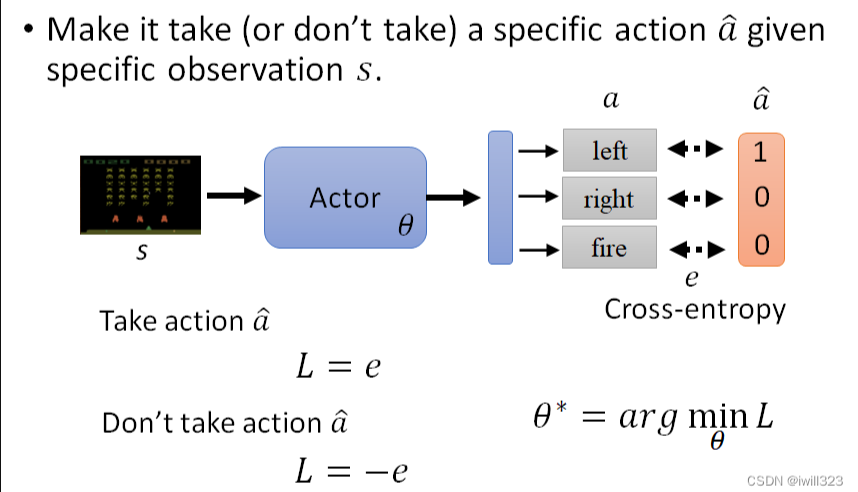 • Make it take (or don't take) a specific action â given
specific observation s.
a
â
left
1
Actor
right
0
θ
fire
0
s
e
Cross-entropy
Take action â
L = e
θ* = arg min L
θ
Don't take action â
L = −e
CSDN @iwill323